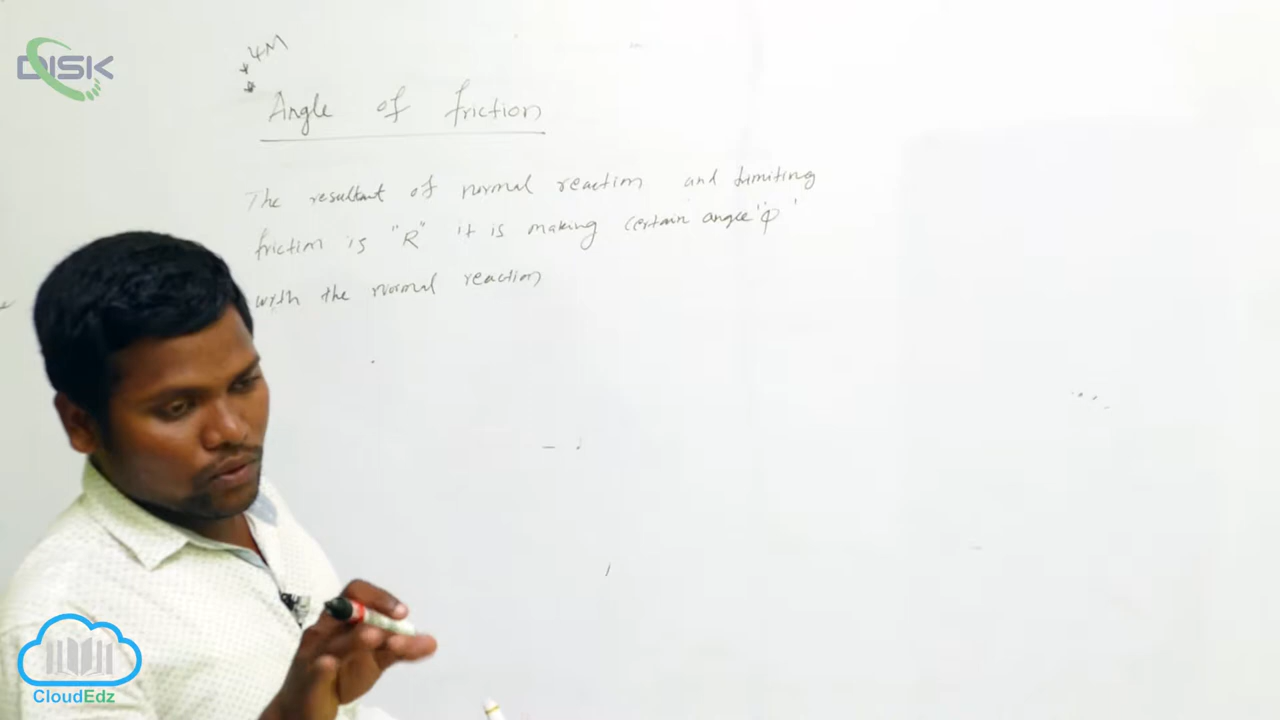 DISK
4M
Angle of friction
The resultant of normal reaction and limiting
friction is "R" it is making certain angle "φ"
with the normal reaction
CloudEdz